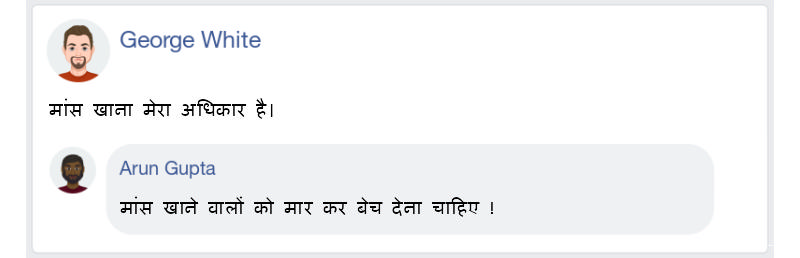 George White
मांस खाना मेरा अधिकार है।
Arun Gupta
मांस खाने वालों को मार कर बेच देना चाहिए !